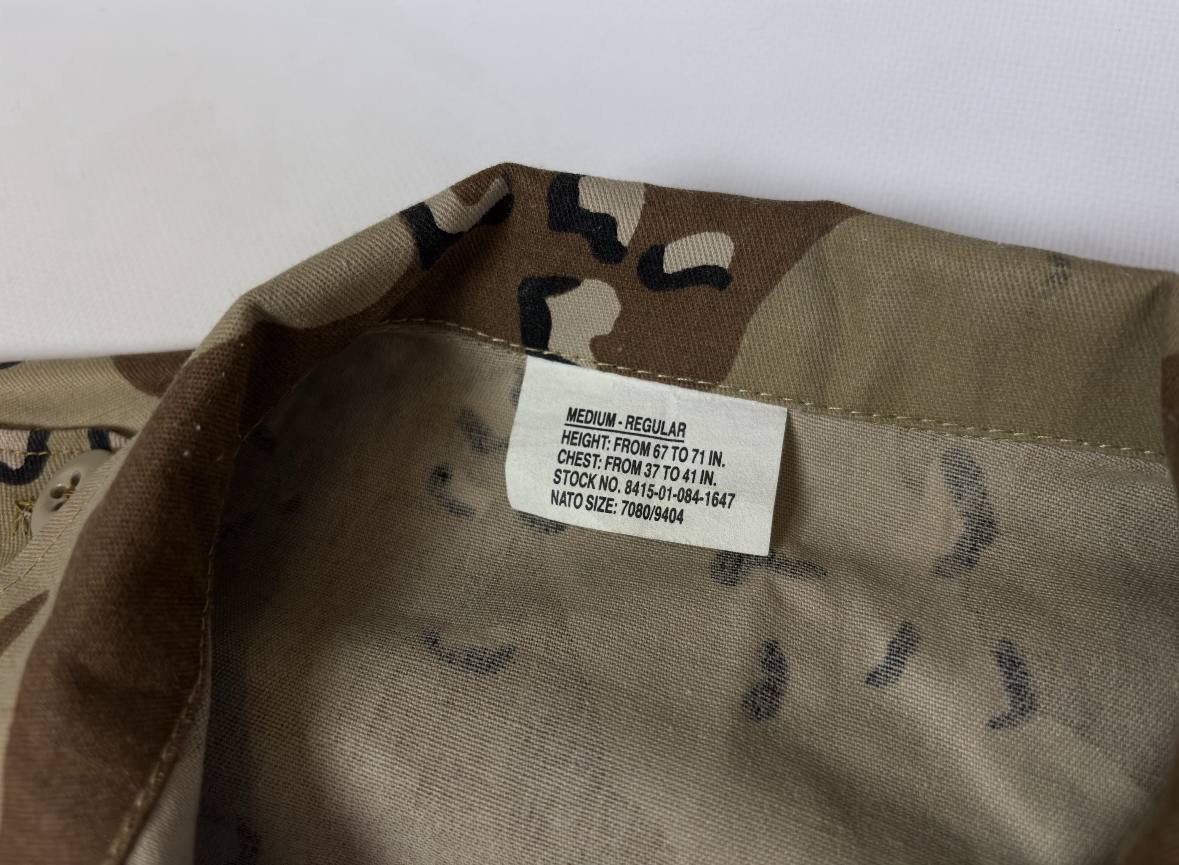 MEDIUM - REGULAR
HEIGHT: FROM 67 TO 71 IN.
CHEST: FROM 37 TO 41 IN.
STOCK NO. 8415-01-084-1647
NATO SIZE: 7080/9404